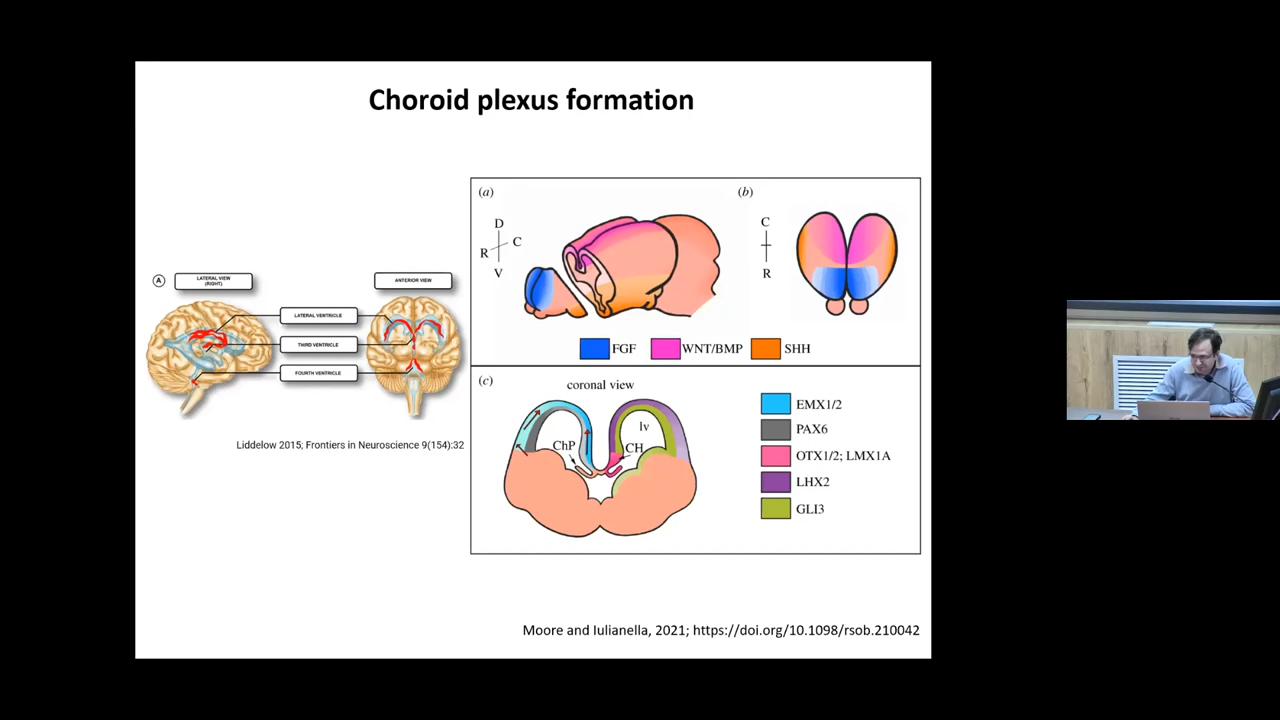 Choroid plexus formation
A
LATERAL VIEW
(RIGHT)
ANTERIOR VIEW
LATERAL VENTRICLE
THIRD VENTRICLE
FOURTH VENTRICLE
Liddelow 2015; Frontiers in Neuroscience 9(154):32
(a)
D
C
R
V
(b)
C
R
FGF
WNT/BMP
SHH
(c)
coronal view
ChP
lv
CH
EMX1/2
PAX6
OTX1/2; LMX1A
LHX2
GLI3
Moore and Iulianella, 2021; https://doi.org/10.1098/rsob.210042